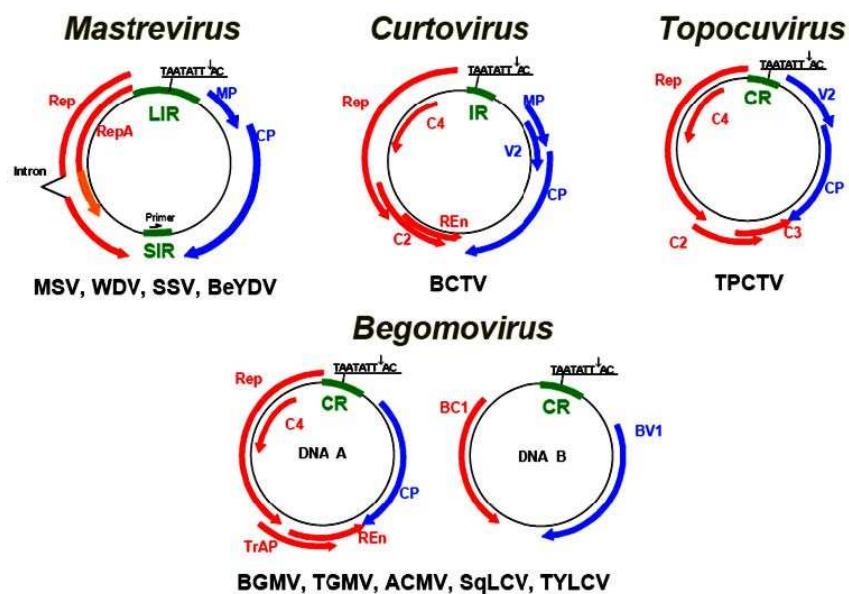 Mastrevirus
TAATATT↓AC
Rep
RepA
LIR
MP
CP
Intron
Primer
SIR
MSV, WDV, SSV, BeYDV
Curtovirus
TAATATT↓AC
Rep
IR
MP
C4
V2
CP
REn
C2
BCTV
Topocuvirus
TAATATT↓AC
Rep
CR
V2
C4
CP
C2
C3
TPCTV
Begomovirus
TAATATT↓AC
Rep
CR
C4
DNA A
CP
TrAP
REn
TAATATT↓AC
BC1
CR
BV1
DNA B
BGMV, TGMV, ACMV, SqLCV, TYLCV